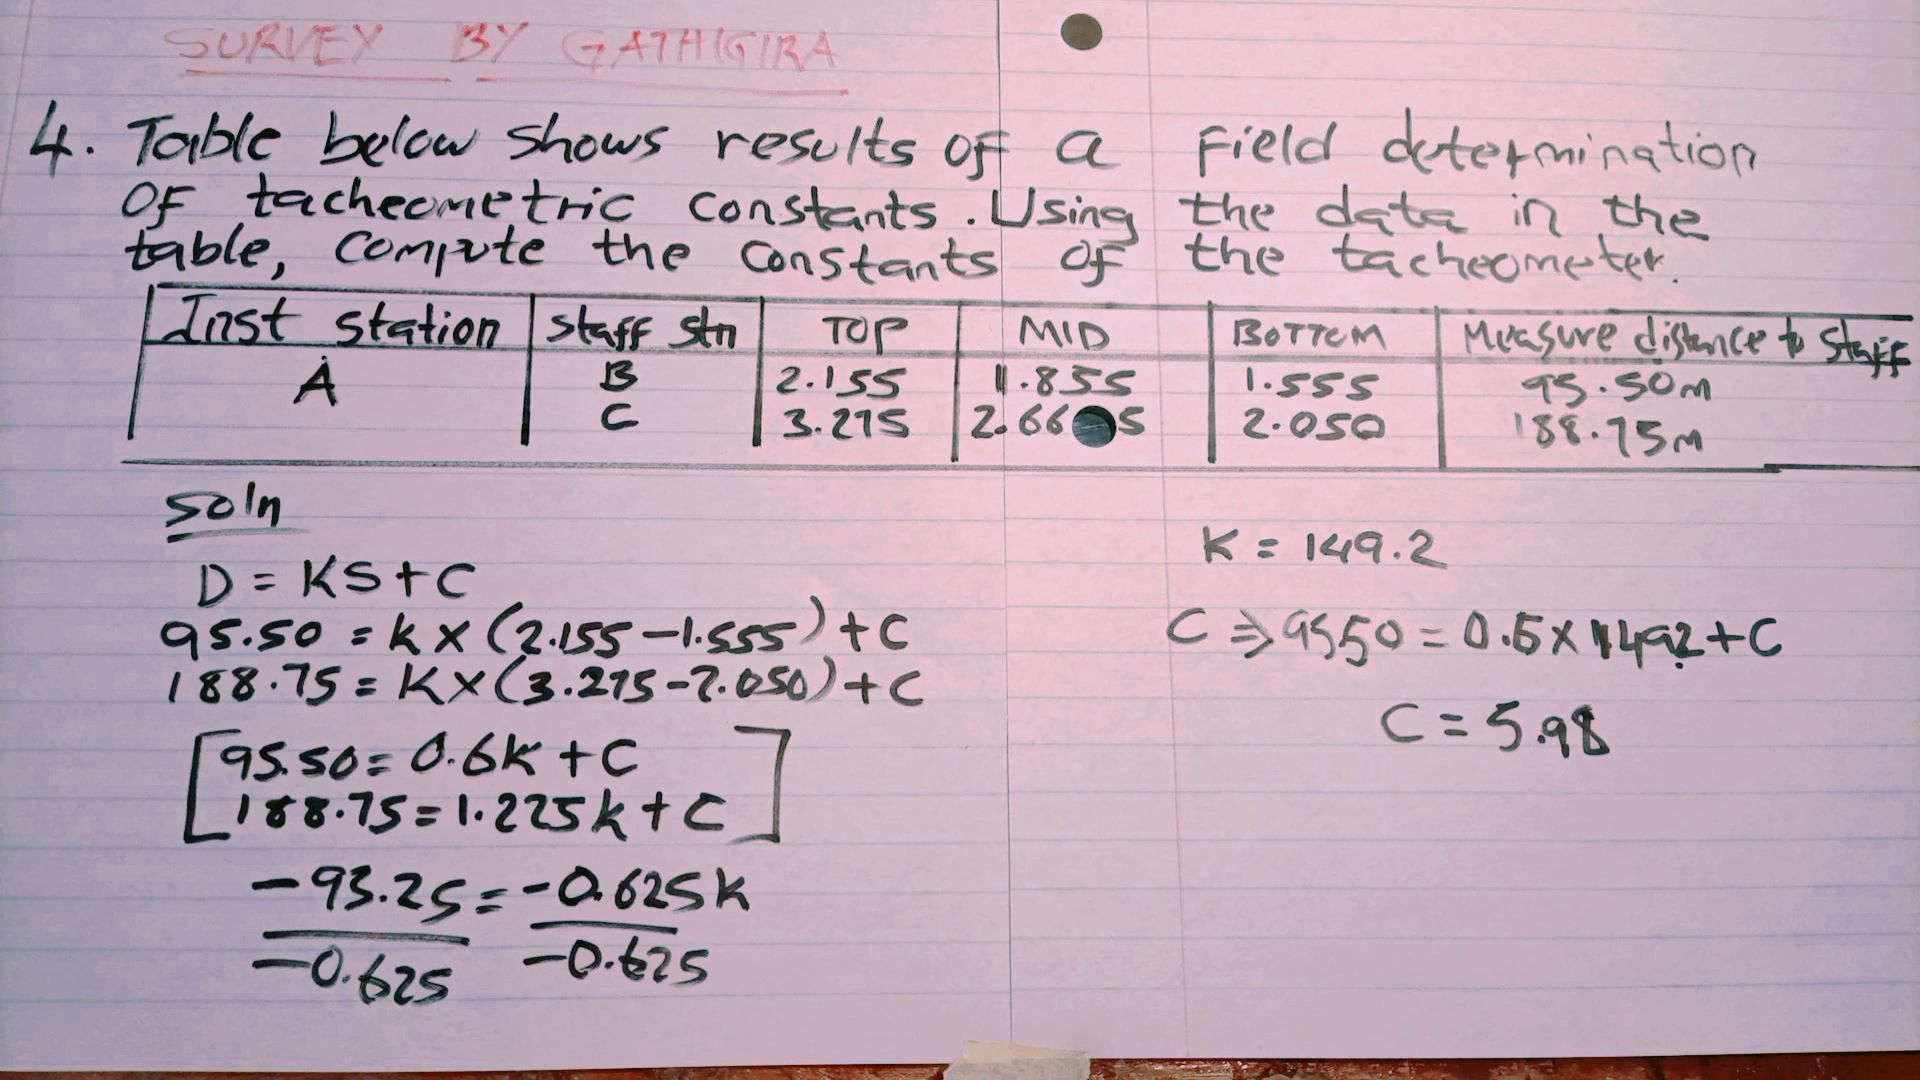 SURVEY BY GATHIGIRA
4. Table below shows results of a field determination
of tacheometric constants. Using the data in the
table, compute the constants of the tacheometer.
Inst station staff stn TOP MID BOTTOM Measure distance to staff
A B 2.155 1.855 1.555 95.50m
C 3.275 2.66 5 2.050 188.75m
Soln
D = KS + C
95.50 = K × (2.155 - 1.555) + C
188.75 = K × (3.275 - 2.050) + C
95.50 = 0.6K + C
188.75 = 1.225K + C
-93.25 = -0.625K
-0.625 -0.625
K = 149.2
C ⇒ 95.50 = 0.6 × 149.2 + C
C = 5.98